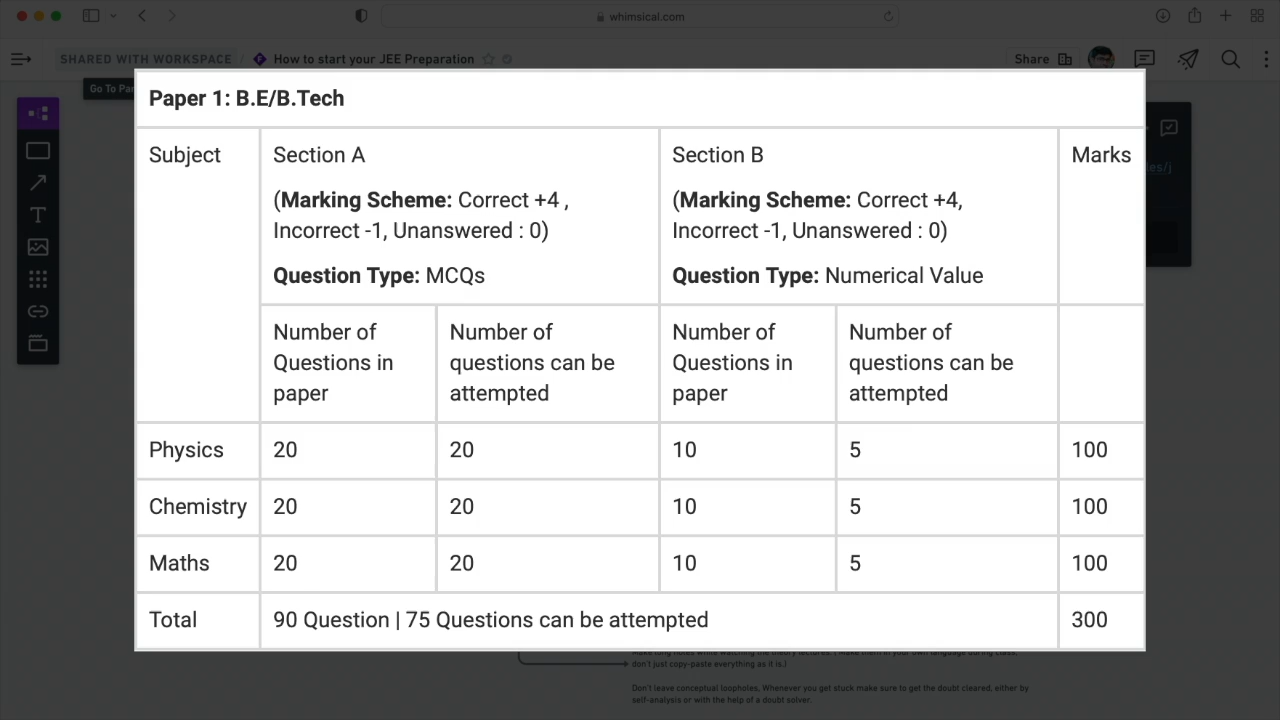 whimsical.com
SHARED WITH WORKSPACE / How to start your JEE Preparation
Share
Go To Par
Paper 1: B.E/B.Tech
Subject
Section A
(Marking Scheme: Correct +4 ,
Incorrect -1, Unanswered : 0)
Question Type: MCQs
Section B
(Marking Scheme: Correct +4,
Incorrect -1, Unanswered : 0)
Question Type: Numerical Value
Marks
les/j
Number of
Questions in
paper
Number of
questions can be
attempted
Number of
Questions in
paper
Number of
questions can be
attempted
Physics 20 20 10 5 100
Chemistry 20 20 10 5 100
Maths 20 20 10 5 100
Total 90 Question | 75 Questions can be attempted 300
don't just copy-paste everything as it is.)
Don't leave conceptual loopholes, Whenever you get stuck make sure to get the doubt cleared, either by
self-analysis or with the help of a doubt solver.